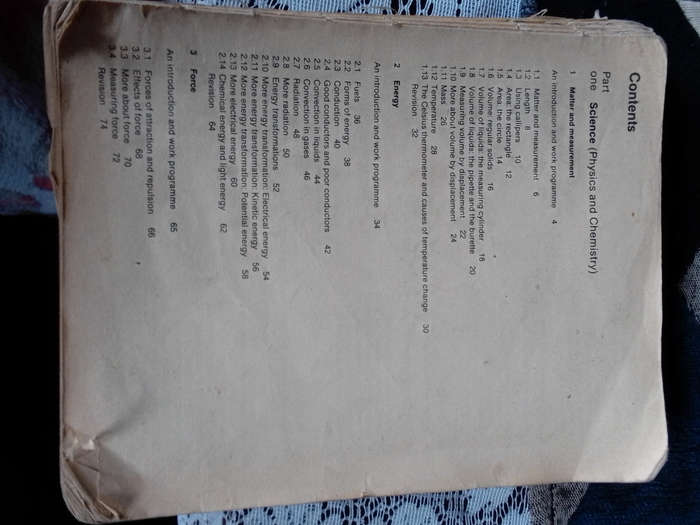 Contents
Part
one Science (Physics and Chemistry)
1 Matter and measurement
An introduction and work programme 4
1.1 Matter and measurement 6
1.2 Length 8
1.3 Using callipers 10
1.4 Area: the rectangle 12
1.5 Area: the circle 14
1.6 Volume: regular solids 16
1.7 Volume of liquids: the measuring cylinder 18
1.8 Volume of liquids: the pipette and the burette 20
1.9 Measuring volume by displacement 22
1.10 More about volume by displacement 24
1.11 Mass 26
1.12 Temperature 28
1.13 The Celsius thermometer and causes of temperature change 30
Revision 32
2 Energy
An introduction and work programme 34
2.1 Fuels 36
2.2 Forms of energy 38
2.3 Conduction 40
2.4 Good conductors and poor conductors 42
2.5 Convection in liquids 44
2.6 Convection in gases 46
2.7 Radiation 48
2.8 More radiation 50
2.9 Energy transformations 52
2.10 More energy transformation: Electrical energy 54
2.11 More energy transformation: Kinetic energy 56
2.12 More energy transformation: Potential energy 58
2.13 More electrical energy 60
2.14 Chemical energy and light energy 62
Revision 64
3 Force
An introduction and work programme 65
3.1 Forces of attraction and repulsion 66
3.2 Effects of force 68
3.3 More about force 70
3.4 Measuring force 72
Revision 74